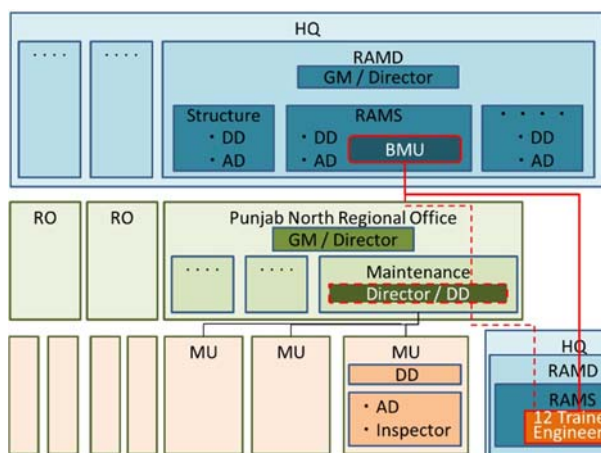 HQ
. . . .
. . . .
RAMD
GM / Director
Structure
・ DD
・ AD
RAMS
・ DD
・ AD
BMU
・ ・ ・ ・
・ DD
・ AD
RO
RO
Punjab North Regional Office
GM / Director
. . . .
. . . .
Maintenance
Director / DD
MU
MU
MU
DD
・ AD
・ Inspector
HQ
RAMD
RAMS
12 Traine
Engineer